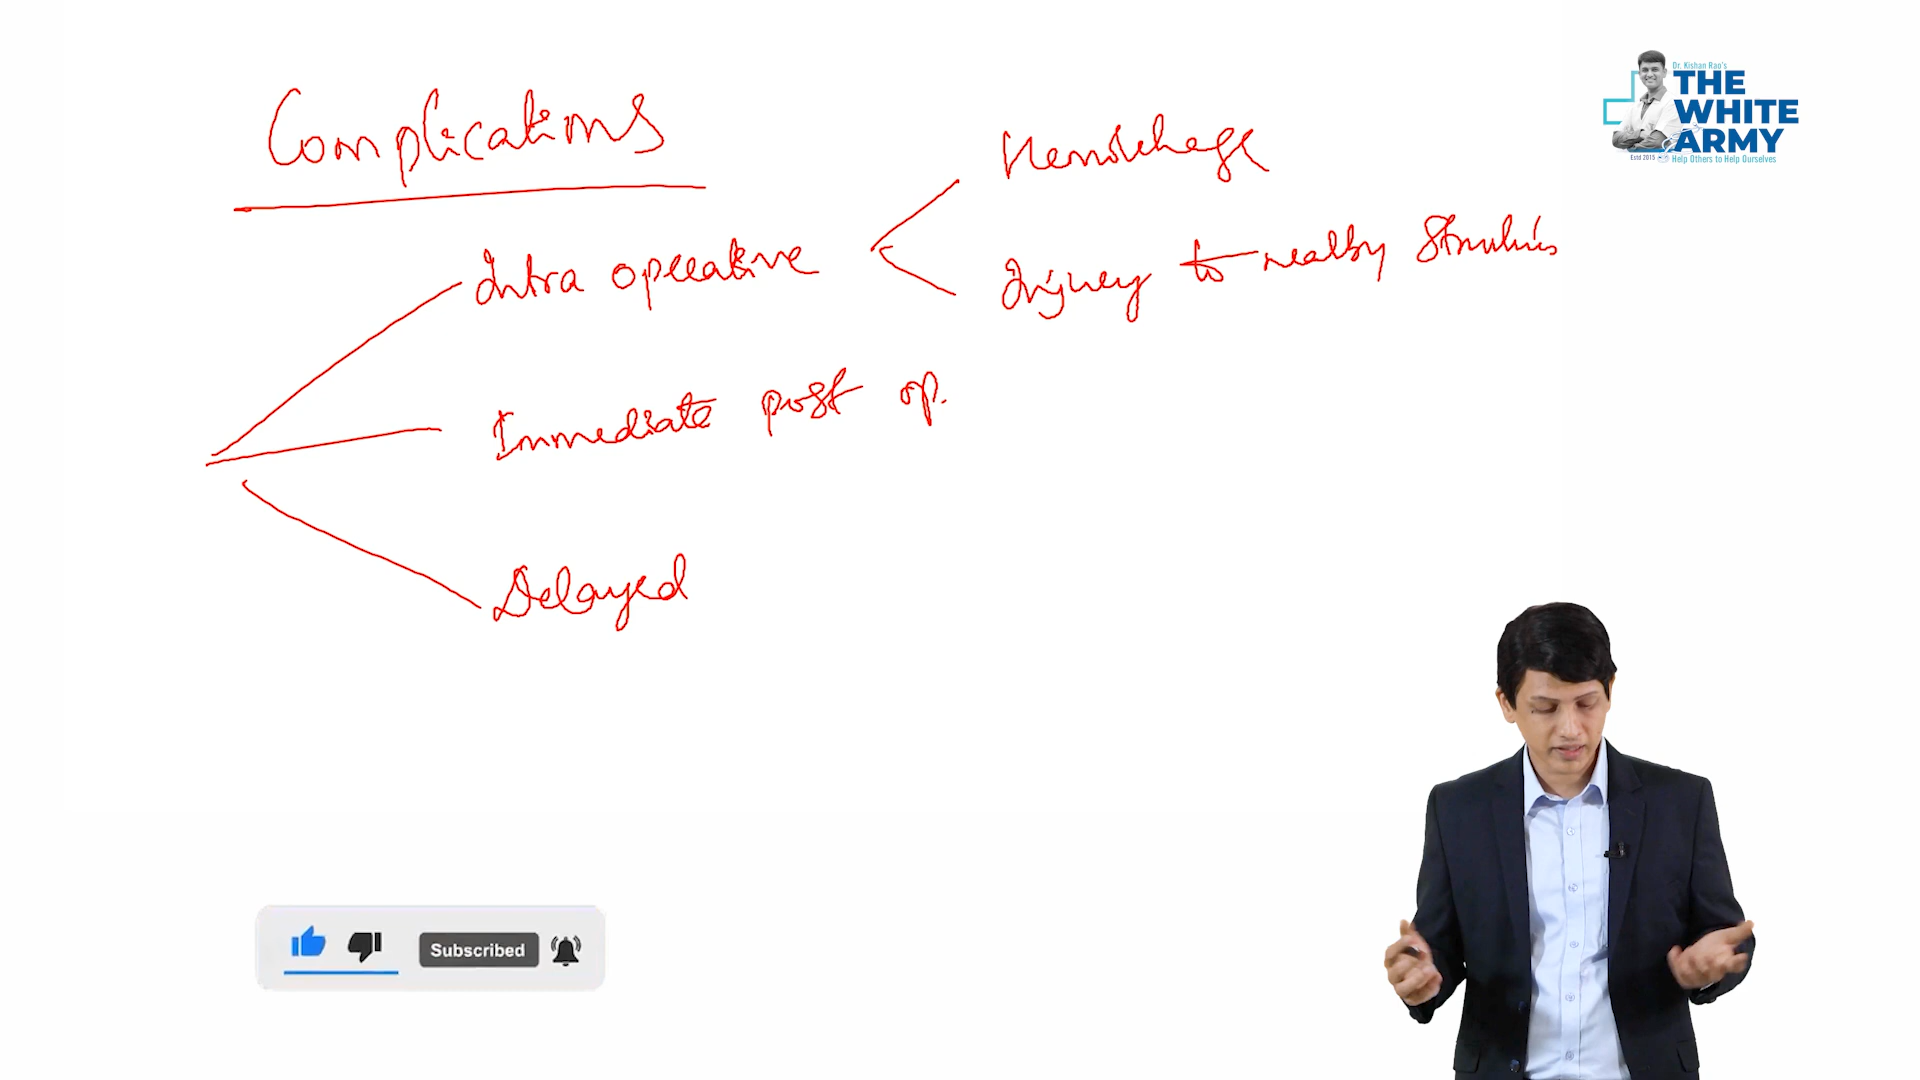 Complications
Intra operative
Hemorrhage
Injury to nearby structures
Immediate post op.
Delayed
Dr. Kishan Rao's
THE
WHITE
ARMY
Estd 2015
Help Others to Help Ourselves
Subscribed